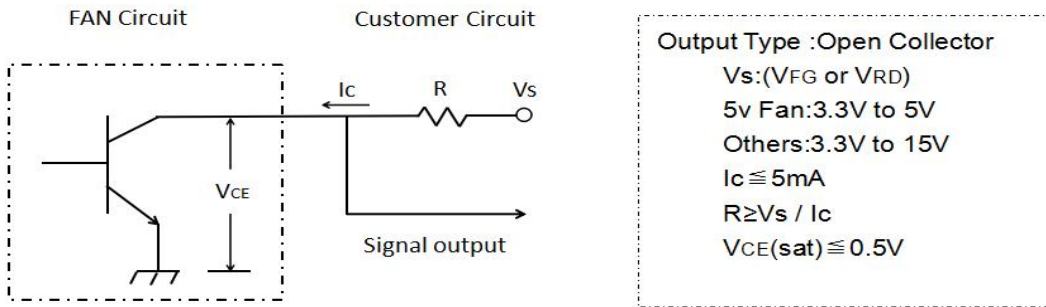 FAN Circuit
Customer Circuit
Ic
R
Vs
VCE
Signal output
Output Type :Open Collector
Vs:(VFG or VRD)
5v Fan:3.3V to 5V
Others:3.3V to 15V
Ic≦5mA
R≥Vs / Ic
VCE(sat)≦0.5V